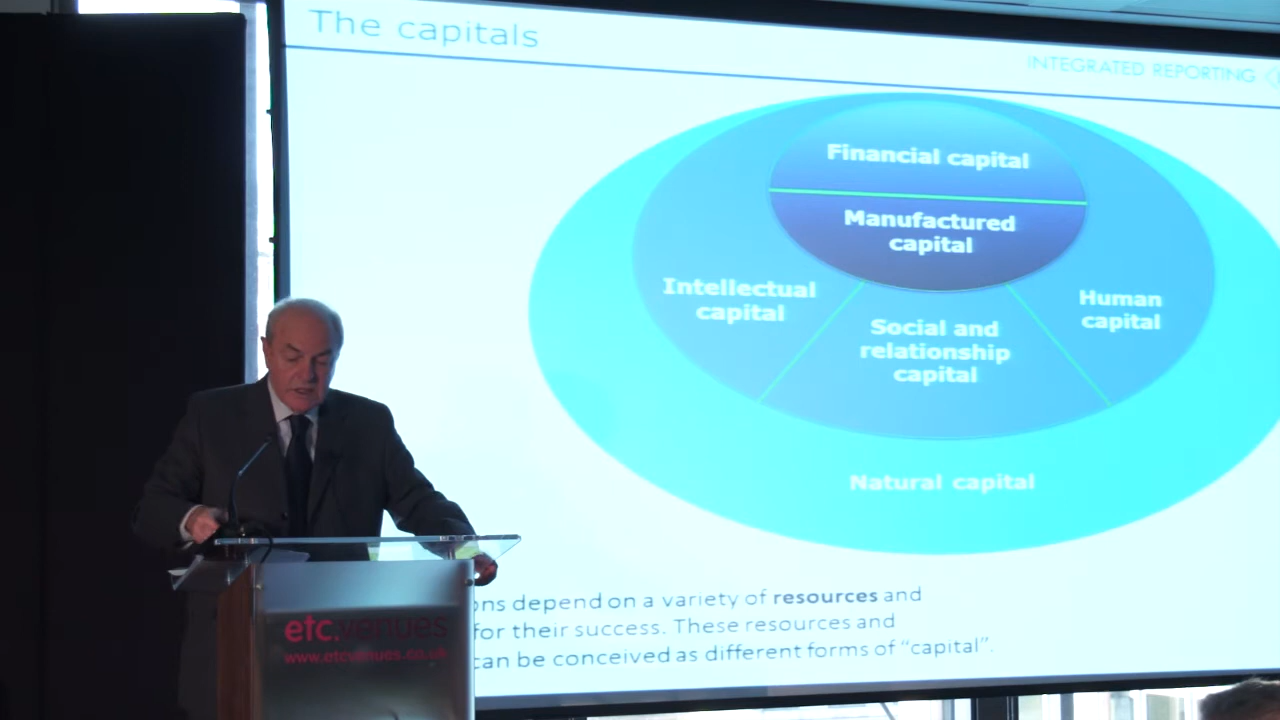 The capitals
INTEGRATED REPORTING
Financial capital
Manufactured
capital
Intellectual
capital
Social and
relationship
capital
Human
capital
Natural capital
depend on a variety of resources and
for their success. These resources and
can be conceived as different forms of “capital”.
etc.venues
www.etcvenues.co.uk